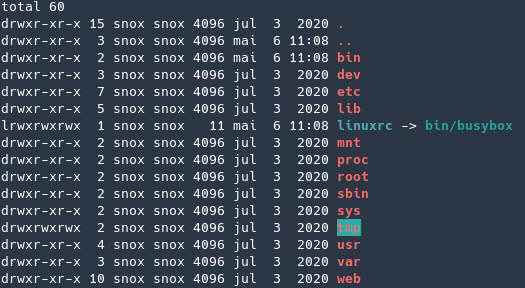 total 60
drwxr-xr-x 15 snox snox 4096 jul  3  2020 .
drwxr-xr-x  3 snox snox 4096 mai  6 11:08 ..
drwxr-xr-x  2 snox snox 4096 mai  6 11:08 bin
drwxr-xr-x  3 snox snox 4096 jul  3  2020 dev
drwxr-xr-x  7 snox snox 4096 jul  3  2020 etc
drwxr-xr-x  5 snox snox 4096 jul  3  2020 lib
lrwxrwxrwx  1 snox snox   11 mai  6 11:08 linuxrc -> bin/busybox
drwxr-xr-x  2 snox snox 4096 jul  3  2020 mnt
drwxr-xr-x  2 snox snox 4096 jul  3  2020 proc
drwxr-xr-x  2 snox snox 4096 jul  3  2020 root
drwxr-xr-x  2 snox snox 4096 jul  3  2020 sbin
drwxr-xr-x  2 snox snox 4096 jul  3  2020 sys
drwxrwxrwx  2 snox snox 4096 jul  3  2020 tmp
drwxr-xr-x  4 snox snox 4096 jul  3  2020 usr
drwxr-xr-x  3 snox snox 4096 jul  3  2020 var
drwxr-xr-x 10 snox snox 4096 jul  3  2020 web